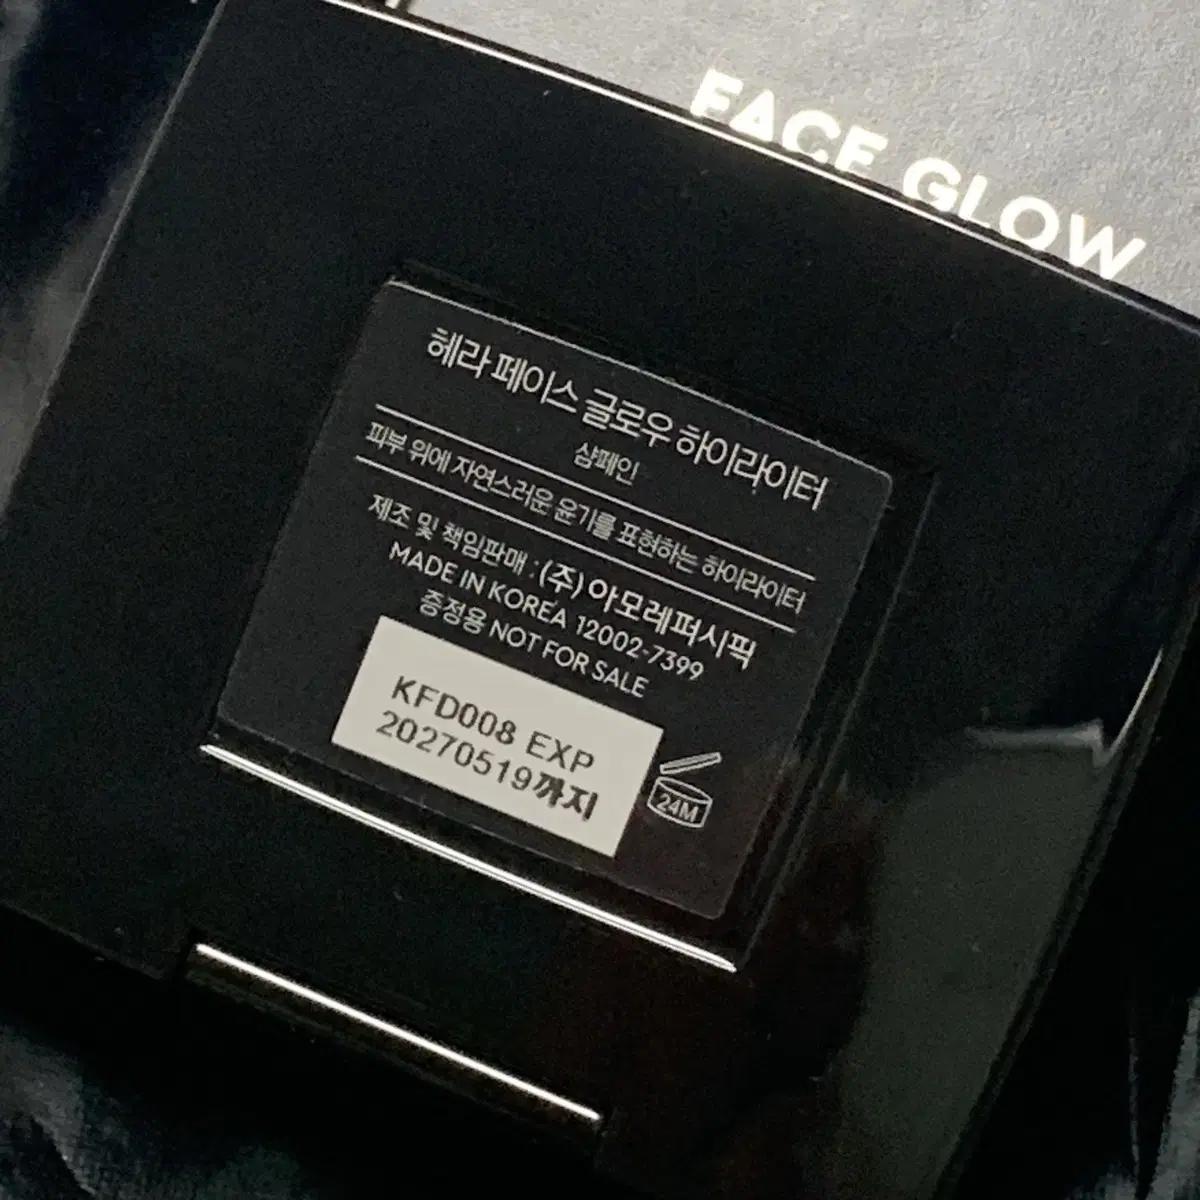 FACE GLOW
헤라 페이스 글로우 하이라이터
샴페인
피부 위에 자연스러운 윤기를 표현하는 하이라이터
제조 및 책임판매 : (주) 아모레퍼시픽
MADE IN KOREA 12002-7399
증정용 NOT FOR SALE
KFD008 EXP
20270519까지
24M